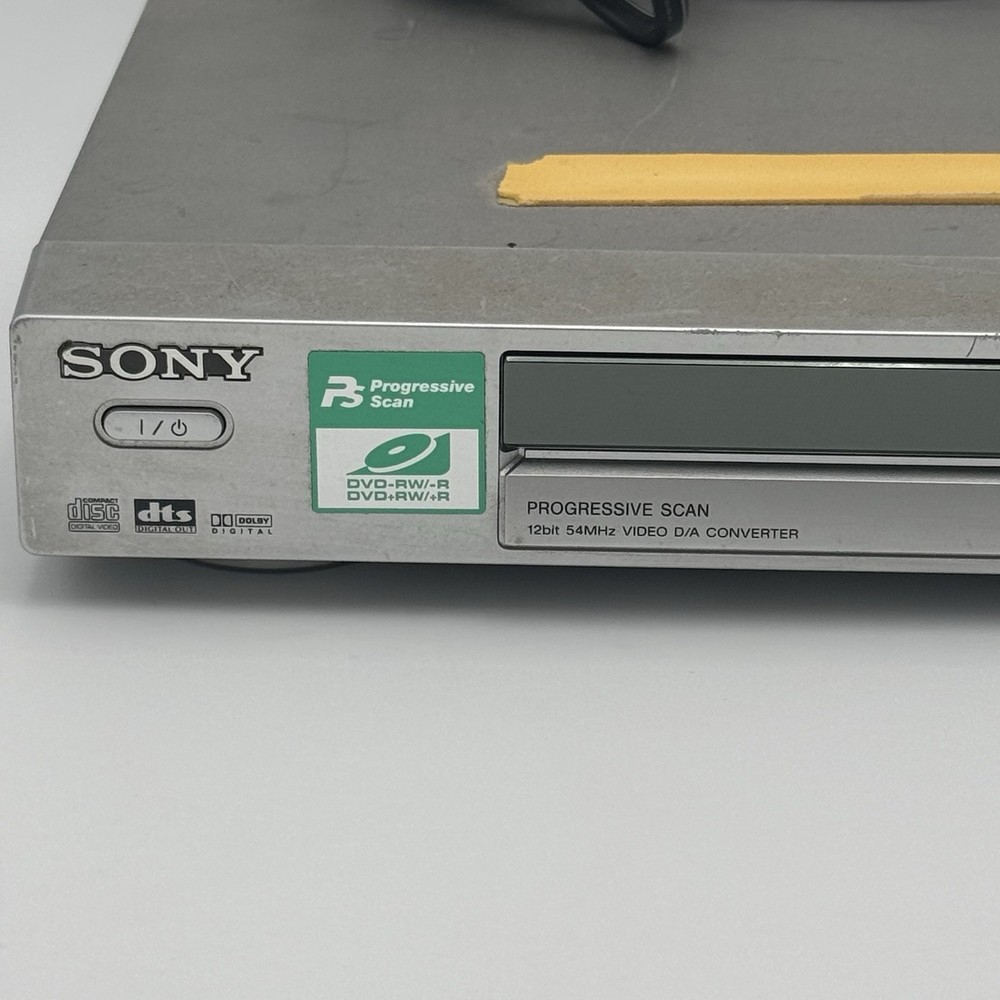 SONY
I/⏻
COMPACT
disc
DIGITAL VIDEO
dts
DIGITAL OUT
DOLBY
DIGITAL
PS Progressive
Scan
DVD-RW/-R
DVD+RW/+R
PROGRESSIVE SCAN
12bit 54MHz VIDEO D/A CONVERTER